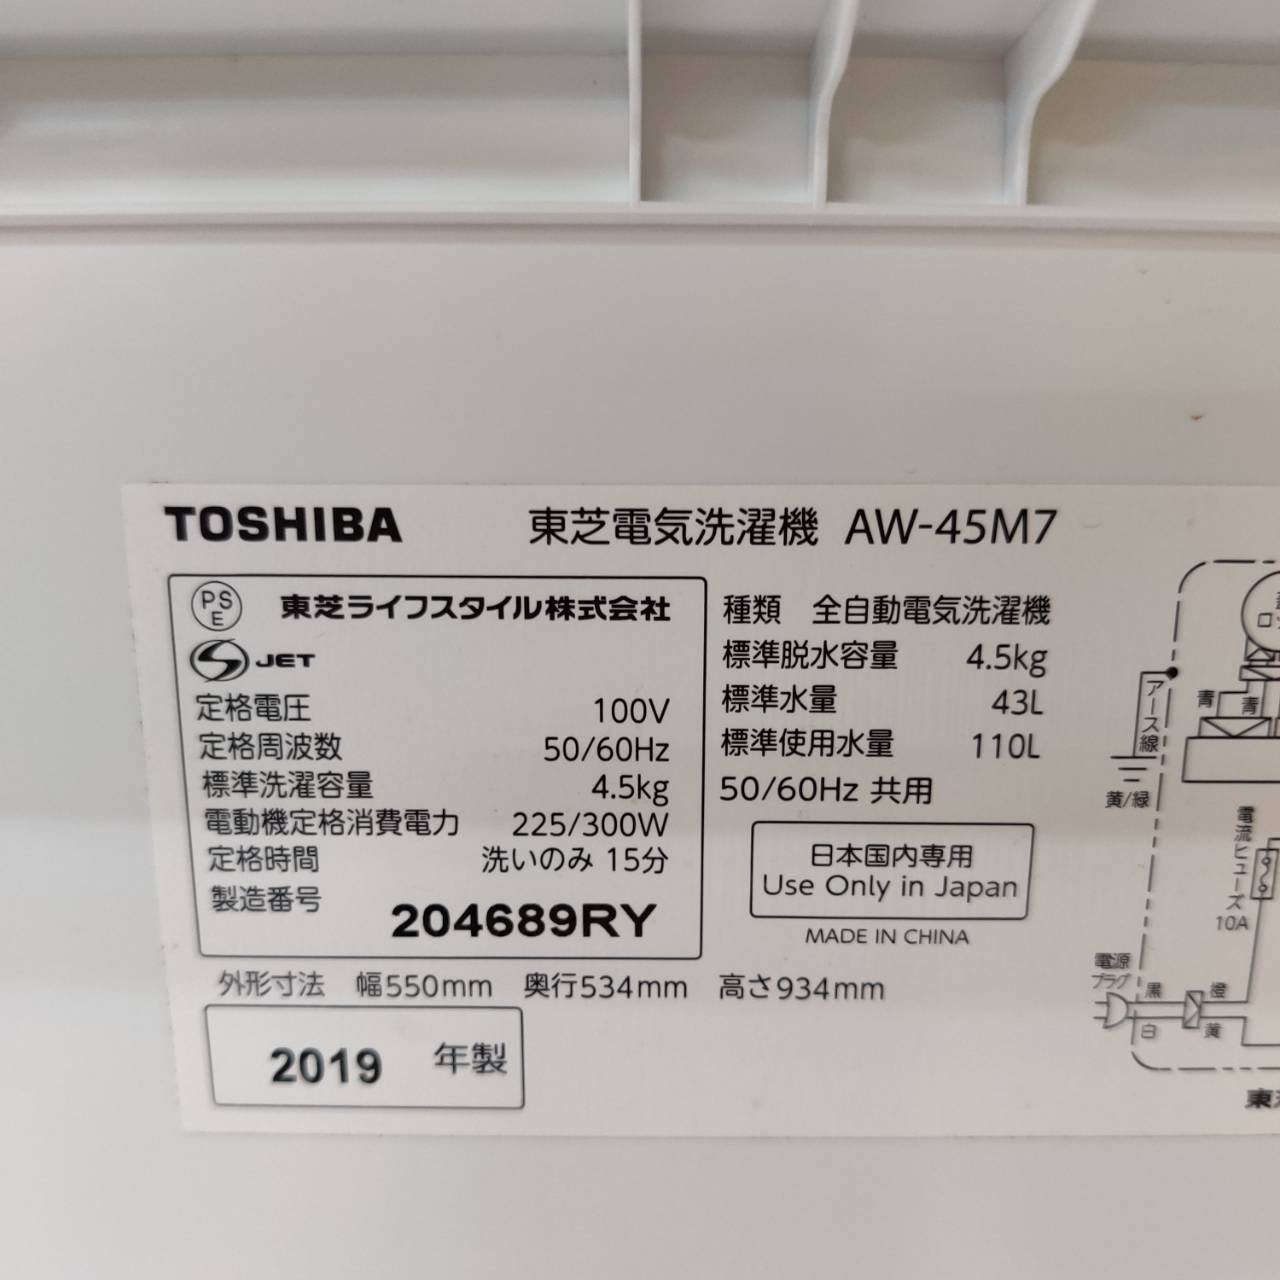 TOSHIBA 東芝電気洗濯機 AW-45M7
PS
E
東芝ライフスタイル株式会社
S JET
定格電圧 100V
定格周波数 50/60Hz
標準洗濯容量 4.5kg
電動機定格消費電力 225/300W
定格時間 洗いのみ 15分
製造番号 204689RY
種類 全自動電気洗濯機
標準脱水容量 4.5kg
標準水量 43L
標準使用水量 110L
50/60Hz 共用
日本国内専用
Use Only in Japan
MADE IN CHINA
外形寸法 幅550mm 奥行534mm 高さ934mm
2019 年製
アース線
黄/緑
青
青
電流ヒューズ
10A
電源
プラグ
黒
白
橙
黄